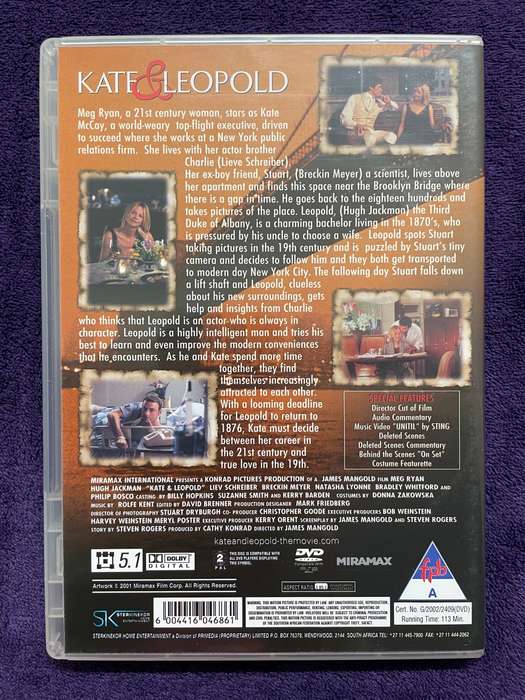 KATE & LEOPOLD
Meg Ryan, a 21st century woman, stars as Kate
McCay, a world-weary top-flight executive, driven
to succeed where she works at a New York public
relations firm. She lives with her actor brother
Charlie (Lieve Schreiber),
Her ex-boy friend, Stuart, (Breckin Meyer) a scientist, lives above
her apartment and finds this space near the Brooklyn Bridge where
there is a gap in time. He goes back to the eighteen hundreds and
takes pictures of the place. Leopold, (Hugh Jackman) the Third
Duke of Albany, is a charming bachelor living in the 1870's, who
is pressured by his uncle to choose a wife. Leopold spots Stuart
taking pictures in the 19th century and is puzzled by Stuart's tiny
camera and decides to follow him and they both get transported
to modern day New York City. The following day Stuart falls down
a lift shaft and Leopold, clueless
about his new surroundings, gets
help and insights from Charlie
who thinks that Leopold is an actor who is always in
character. Leopold is a highly intelligent man and tries his
best to learn and even improve the modern conveniences
that he encounters. As he and Kate spend more time
together, they find
themselves increasingly
attracted to each other.
With a looming deadline
for Leopold to return to
1876, Kate must decide
between her career in
the 21st century and
true love in the 19th.
SPECIAL FEATURES
Director Cut of Film
Audio Commentary
Music Video "UNITIL" by STING
Deleted Scenes
Deleted Scenes Commentary
Behind the Scenes "On Set"
Costume Featurette
MIRAMAX INTERNATIONAL PRESENTS A KONRAD PICTURES PRODUCTION OF A JAMES MANGOLD FILM MEG RYAN
HUGH JACKMAN "KATE & LEOPOLD" LIEV SCHREIBER BRECKIN MEYER NATASHA LYONNE BRADLEY WHITFORD AND
PHILIP BOSCO CASTING BY BILLY HOPKINS SUZANNE SMITH AND KERRY BARDEN COSTUMES BY DONNA ZAKOWSKA
MUSIC BY ROLFE KENT EDITED BY DAVID BRENNER PRODUCTION DESIGNER MARK FRIEDBERG
DIRECTOR OF PHOTOGRAPHY STUART DRYBURGH CO-PRODUCER CHRISTOPHER GOODE EXECUTIVE PRODUCERS BOB WEINSTEIN
HARVEY WEINSTEIN MERYL POSTER EXECUTIVE PRODUCER KERRY ORENT SCREENPLAY BY JAMES MANGOLD AND STEVEN ROGERS
STORY BY STEVEN ROGERS PRODUCED BY CATHY KONRAD DIRECTED BY JAMES MANGOLD
kateandleopold-themovie.com
5.1
DOLBY
DIGITAL
2
PAL
THIS DISC IS COMPATIBLE
WITH ALL DVD PLAYERS DISPLAYING
THIS SYMBOL.
DVD
VIDEO
MIRAMAX
fpb
A
Cert. No. G/2002/2409(DVD)
Running Time: 113 Min.
Artwork © 2001 Miramax Film Corp. All Rights Reserved.
ASPECT RATIO
SK STERKINEKOR
6004416046861
STERKINEKOR HOME ENTERTAINMENT a Division of PRIMEDIA (PROPRIETARY) LIMITED P.O. BOX 76379, WENDYWOOD, 2144 SOUTH AFRICA TEL: +27 11 445-7900 FAX: +27 11 444-2062